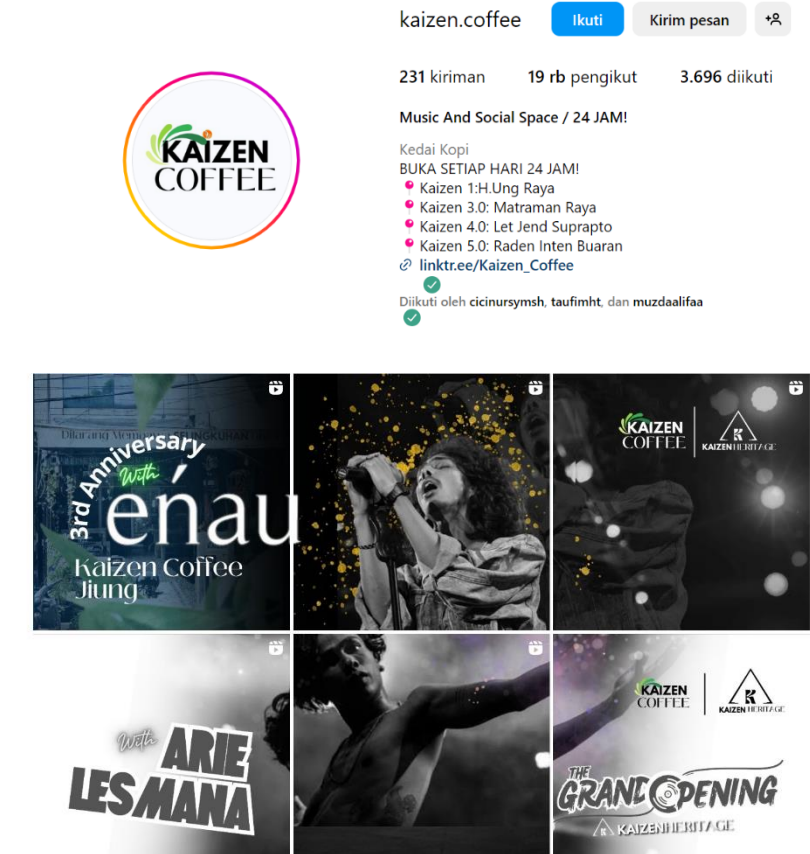 kaizen.coffee
Ikuti
Kirim pesan
231 kiriman
19 rb pengikut
3.696 diikuti
KAIZEN
COFFEE
Music And Social Space / 24 JAM!
Kedai Kopi
BUKA SETIAP HARI 24 JAM!
Kaizen 1:H.Ung Raya
Kaizen 3.0: Matraman Raya
Kaizen 4.0: Let Jend Suprapto
Kaizen 5.0: Raden Inten Buaran
linktr.ee/Kaizen_Coffee
Diikuti oleh cicinursymsh, taufimht, dan muzdaalifaa
Dilarang Memarkir SELINGKUHAN
3rd Anniversary
With
eńau
Kaizen Coffee
Jiung
KAIZEN
COFFEE
KAIZEN HERITAGE
With
ARIE
LESMANA
KAIZEN
COFFEE
KAIZEN HERITAGE
THE
GRAND OPENING
KAIZEN HERITAGE